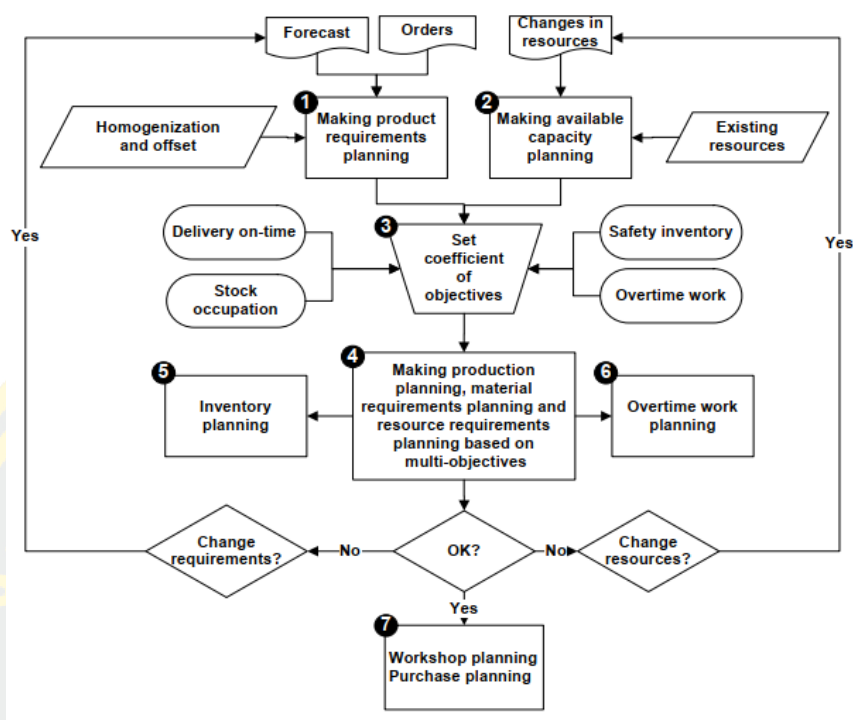 Forecast
Orders
Changes in
resources
1
Making product
requirements
planning
2
Making available
capacity
planning
Homogenization
and offset
Existing
resources
Yes
Yes
Delivery on-time
Stock
occupation
3
Set
coefficient
of
objectives
Safety inventory
Overtime work
4
Making production
planning, material
requirements planning and
resource requirements
planning based on
multi-objectives
5
Inventory
planning
6
Overtime work
planning
Change
requirements?
No
OK?
No
Change
resources?
Yes
7
Workshop planning
Purchase planning